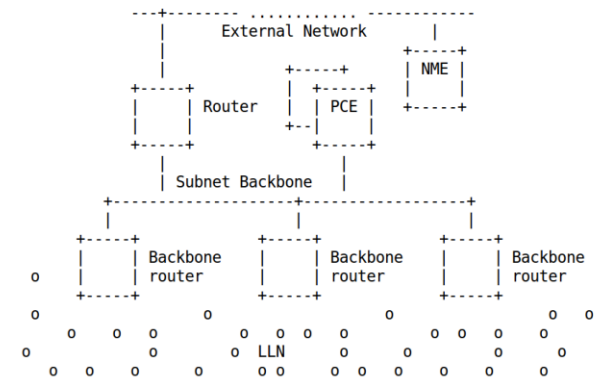 External Network
NME
Router
PCE
Subnet Backbone
Backbone router
Backbone router
Backbone router
LLN